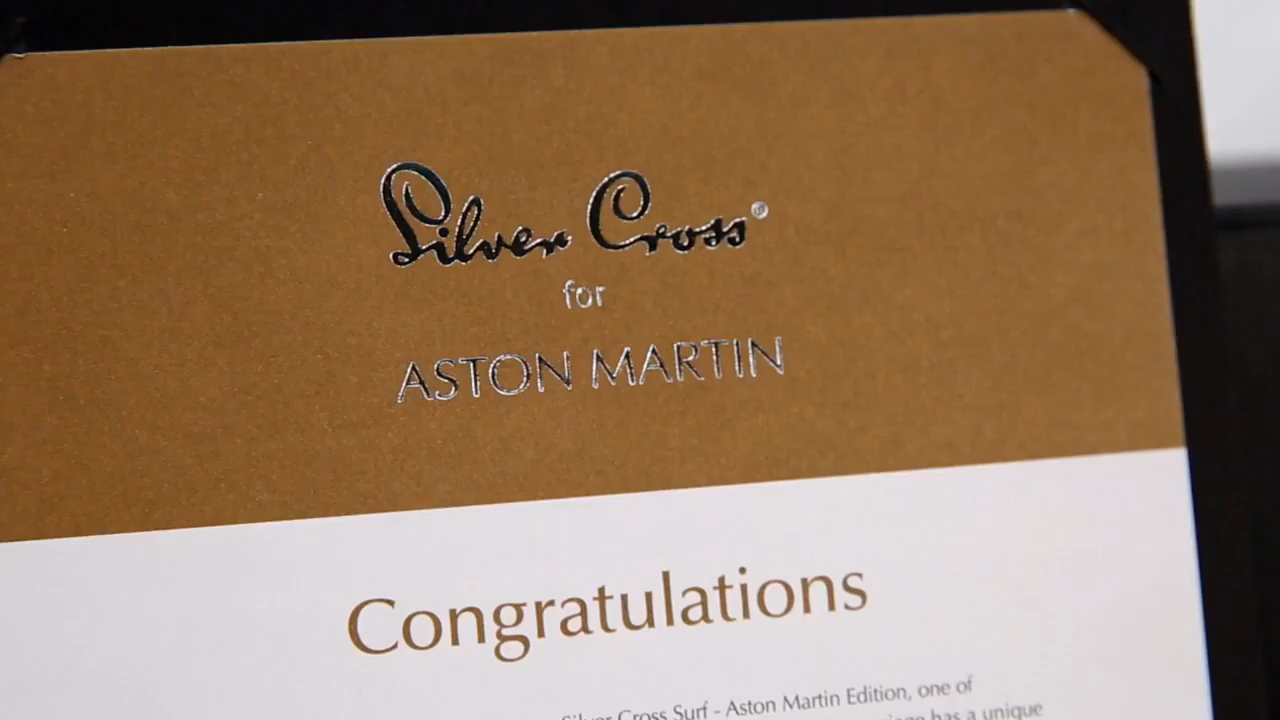 Silver Cross®
for
ASTON MARTIN
Congratulations
Silver Cross Surf - Aston Martin Edition, one of
has a unique